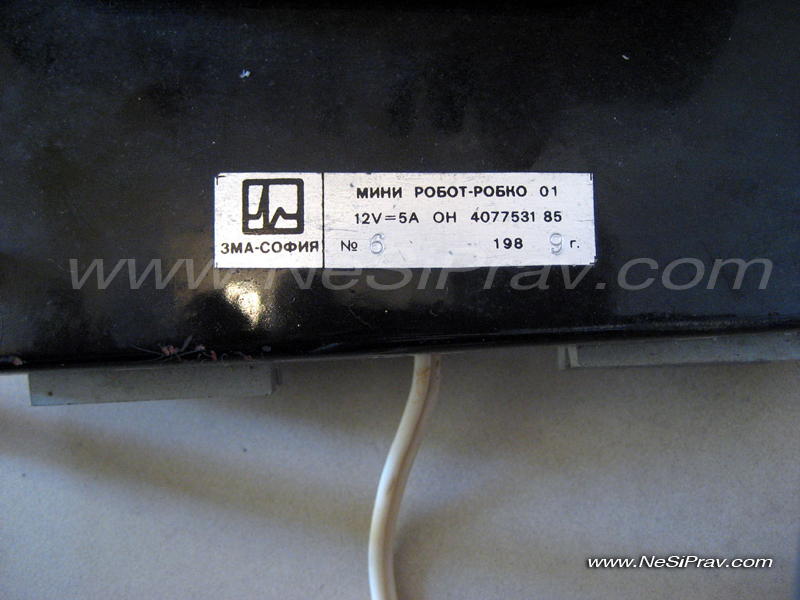 МИНИ РОБОТ-РОБКО 01
12V=5A ОН 4077531 85
ЗМА-СОФИЯ
№ 6 198 9 г.
www.NeSiPrav.com
www.NeSiPrav.com